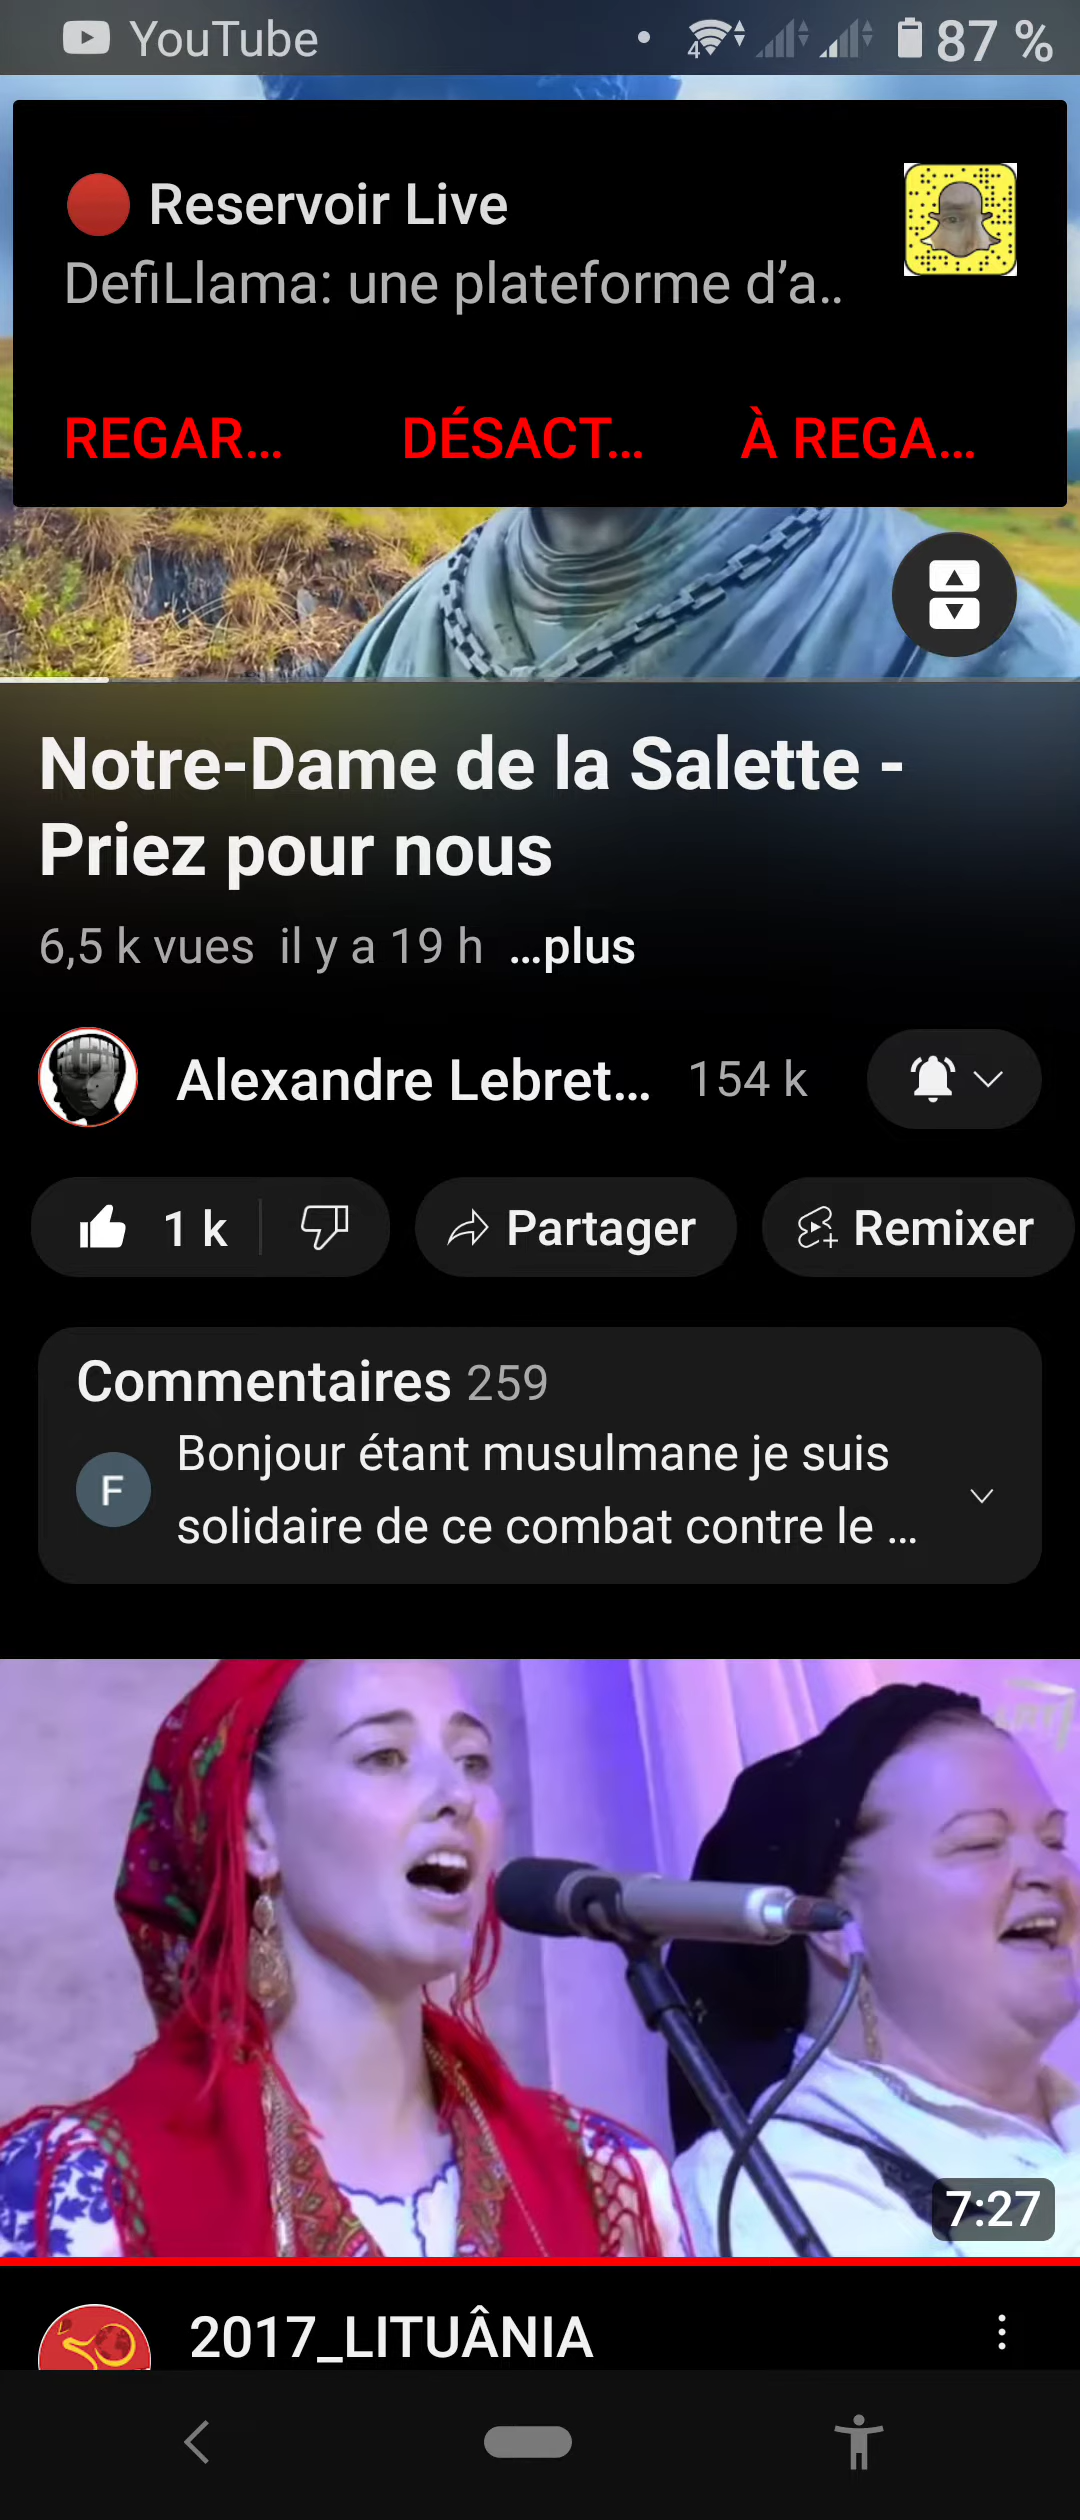 YouTube
4
87 %
Reservoir Live
DefiLlama: une plateforme d’a..
REGAR... DÉSACT... À REGA...
Notre-Dame de la Salette -
Priez pour nous
6,5 k vues il y a 19 h ...plus
Alexandre Lebret... 154 k
1 k
Partager
Remixer
Commentaires 259
F
Bonjour étant musulmane je suis
solidaire de ce combat contre le ...
LRT
7:27
2017_LITUÂNIA